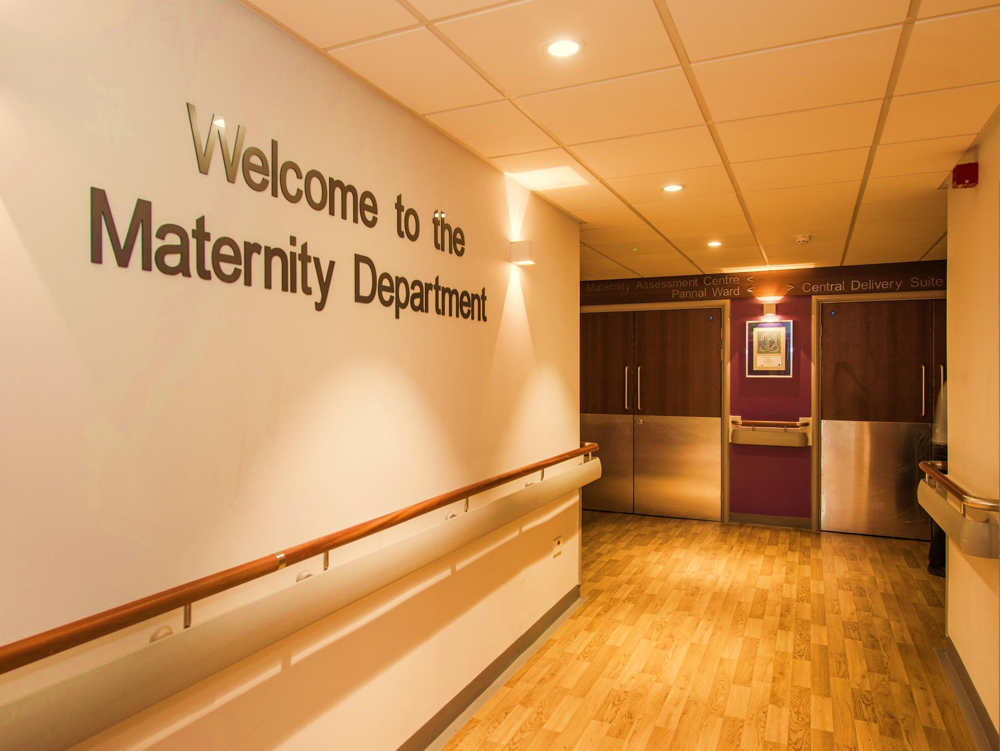 Welcome to the
Maternity Department
Maternity Assessment Centre <
Pannal Ward <
> Central Delivery Suite